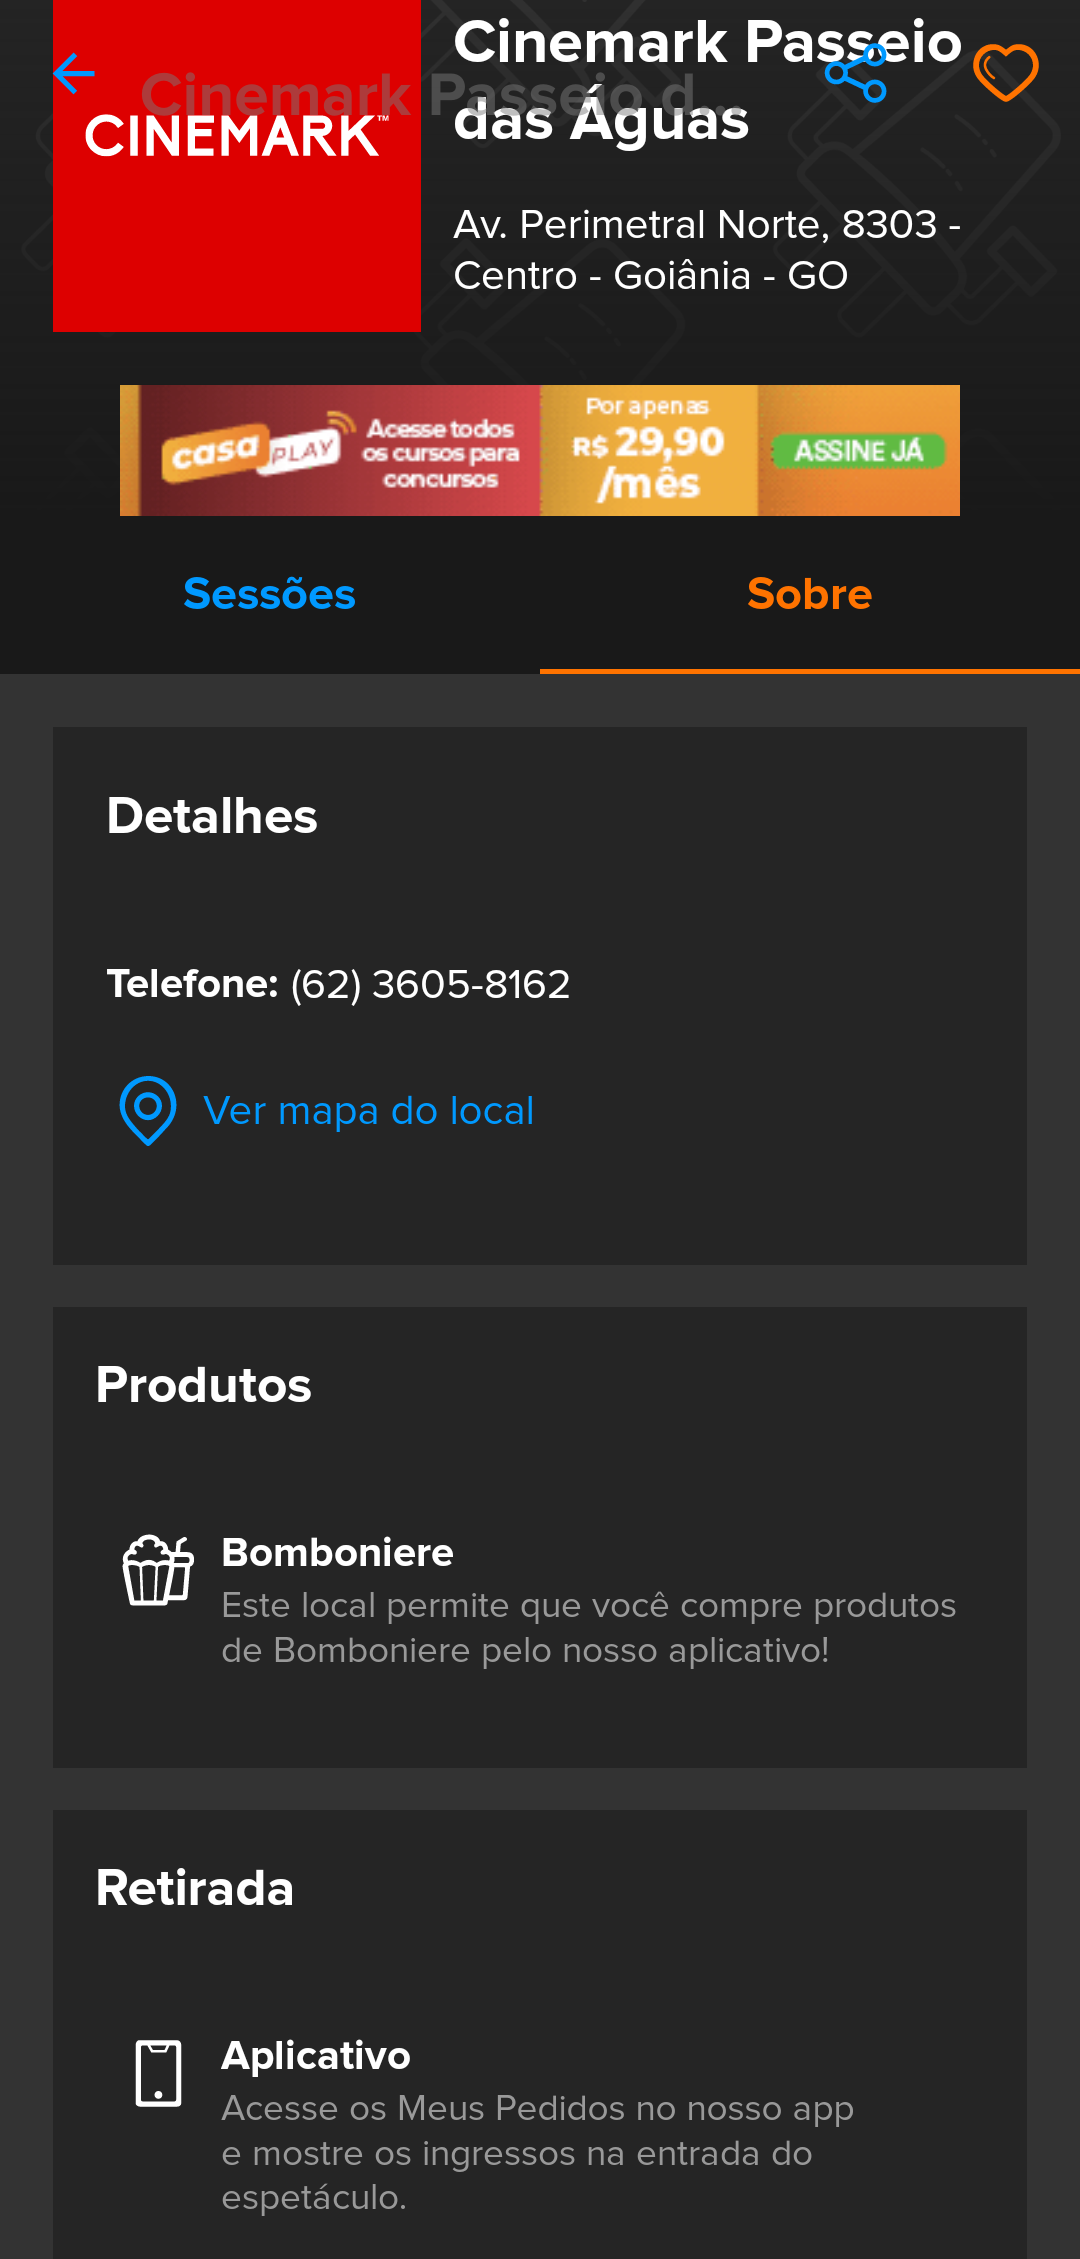 Cinemark Passeio
das Águas
Cinemark Passeio d...
CINEMARK™
Av. Perimetral Norte, 8303 -
Centro - Goiânia - GO
casa PLAY
Acesse todos
os cursos para
concursos
Por apenas
R$ 29,90
/mês
ASSINE JÁ
Sessões
Sobre
Detalhes
Telefone: (62) 3605-8162
Ver mapa do local
Produtos
Bomboniere
Este local permite que você compre produtos
de Bomboniere pelo nosso aplicativo!
Retirada
Aplicativo
Acesse os Meus Pedidos no nosso app
e mostre os ingressos na entrada do
espetáculo.